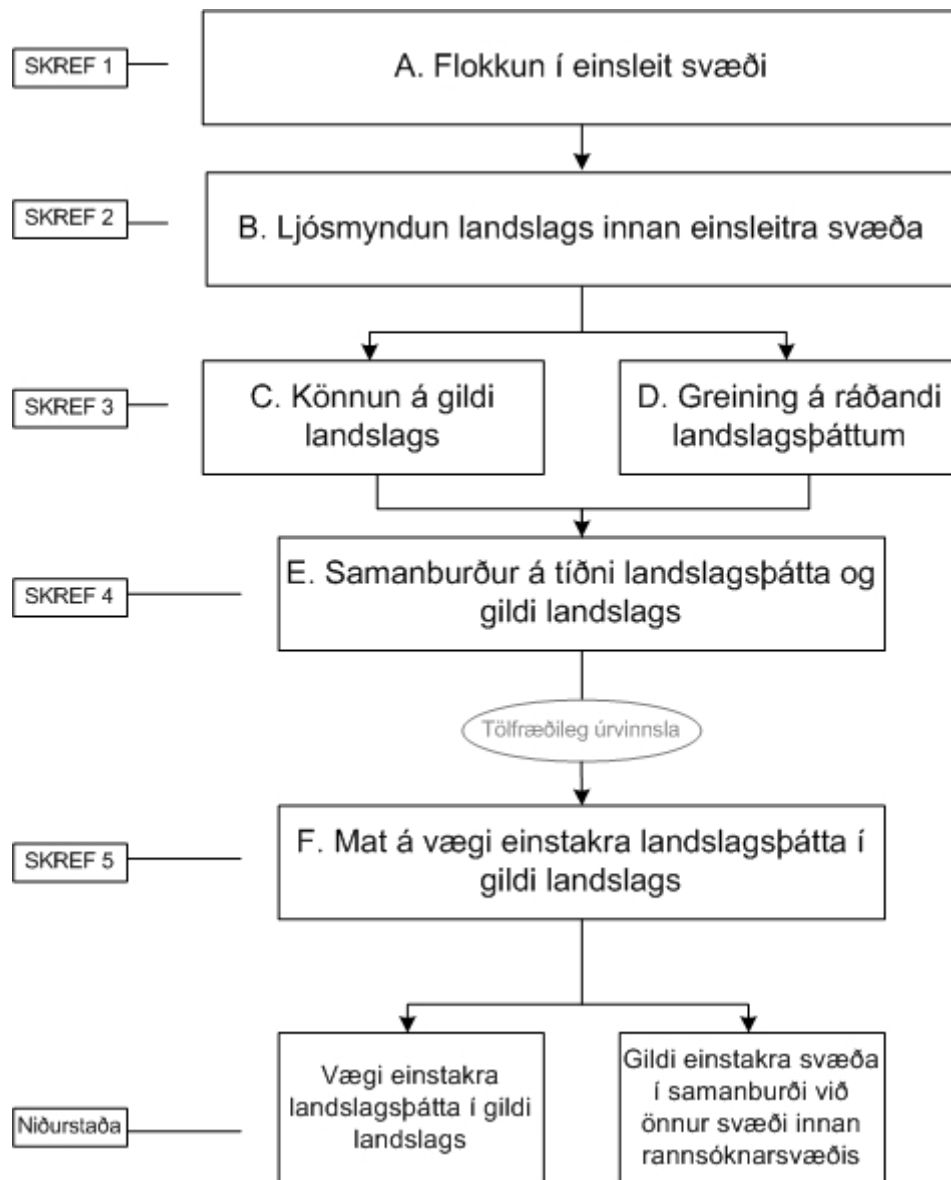 SKREF 1
A. Flokkun í einsleit svæði
SKREF 2
B. Ljósmyndun landslags innan einsleitra svæða
SKREF 3
C. Könnun á gildi
landslags
D. Greining á ráðandi
landslagsþáttum
SKREF 4
E. Samanburður á tíðni landslagsþátta og
gildi landslags
Tölfræðileg úrvinnsla
SKREF 5
F. Mat á vægi einstakra landslagsþátta í
gildi landslags
Niðurstaða
Vægi einstakra
landslagsþátta í gildi
landslags
Gildi einstakra svæða
í samanburði við
önnur svæði innan
rannsóknarsvæðis